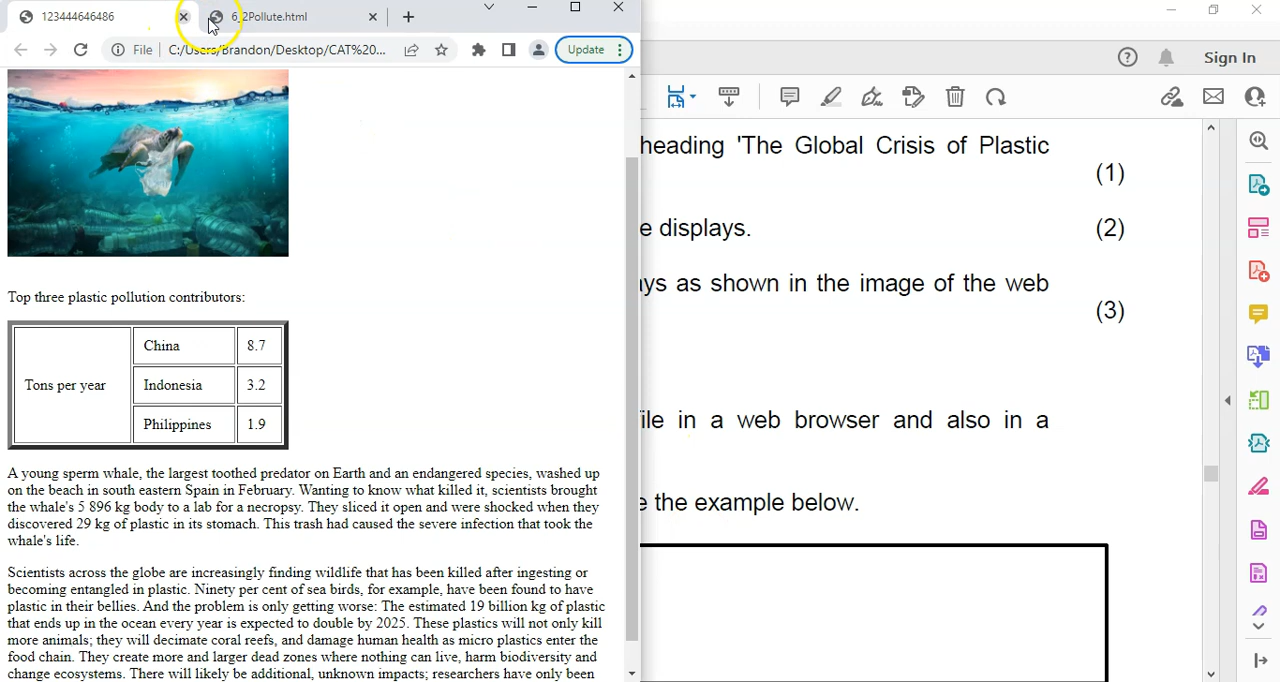 123444646486
6_2Pollute.html
File
C:/Users/Brandon/Desktop/CAT%20...
Update
Top three plastic pollution contributors:
Tons per year
China 8.7
Indonesia 3.2
Philippines 1.9
A young sperm whale, the largest toothed predator on Earth and an endangered species, washed up
on the beach in south eastern Spain in February. Wanting to know what killed it, scientists brought
the whale's 5 896 kg body to a lab for a necropsy. They sliced it open and were shocked when they
discovered 29 kg of plastic in its stomach. This trash had caused the severe infection that took the
whale's life.
Scientists across the globe are increasingly finding wildlife that has been killed after ingesting or
becoming entangled in plastic. Ninety per cent of sea birds, for example, have been found to have
plastic in their bellies. And the problem is only getting worse: The estimated 19 billion kg of plastic
that ends up in the ocean every year is expected to double by 2025. These plastics will not only kill
more animals; they will decimate coral reefs, and damage human health as micro plastics enter the
food chain. They create more and larger dead zones where nothing can live, harm biodiversity and
change ecosystems. There will likely be additional, unknown impacts; researchers have only been
Sign In
heading 'The Global Crisis of Plastic
(1)
e displays.
(2)
ays as shown in the image of the web
(3)
file in a web browser and also in a
e the example below.